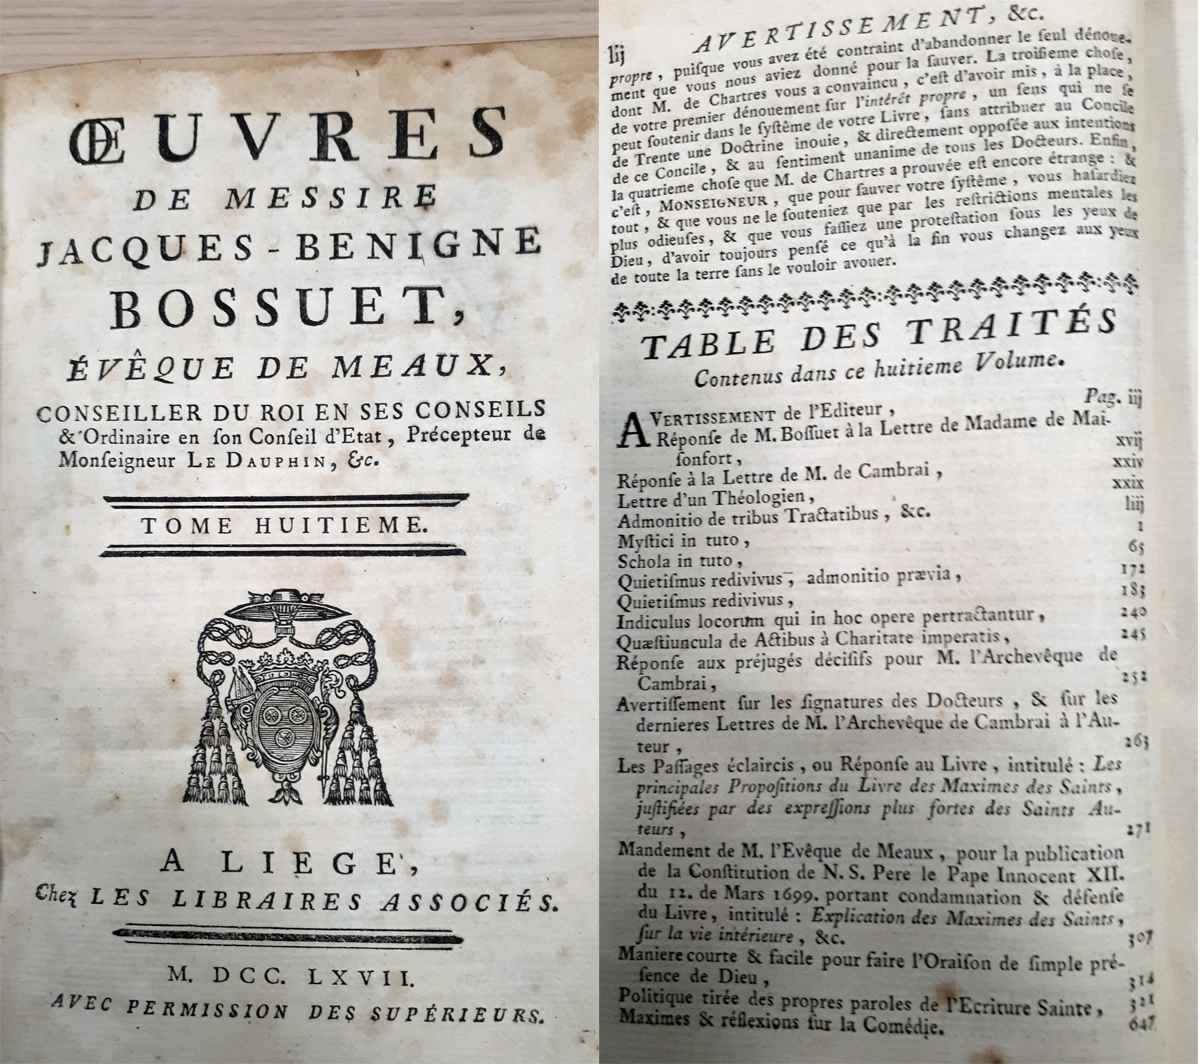 ŒUVRES
DE MESSIRE
JACQUES-BENIGNE
BOSSUET,
ÉVÊQUE DE MEAUX,
CONSEILLER DU ROI EN SES CONSEILS
& Ordinaire en ſon Conſeil d'Etat, Précepteur de
Monſeigneur LE DAUPHIN, &c.
TOME HUITIEME.
A LIEGE,
Chez LES LIBRAIRES ASSOCIÉS.
M. DCC. LXVII.
AVEC PERMISSION DES SUPÉRIEURS.
lij AVERTISSEMENT, &c.
propre, puiſque vous avez été contraint d'abandonner le ſeul dénoue-
ment que vous nous aviez donné pour la ſauver. La troiſieme choſe,
dont M. de Chartres vous a convaincu, c'eſt d'avoir mis, à la place,
de votre premier dénouement ſur l'intérêt propre, un ſens qui ne ſe
peut ſoutenir dans le ſyſtême de votre Livre, ſans attribuer au Concile
de Trente une Doctrine inouie, & directement oppoſée aux intentions
de ce Concile, & au ſentiment unanime de tous les Docteurs. Enfin,
la quatrieme choſe que M. de Chartres a prouvée eſt encore étrange : &
c'eſt, MONSEIGNEUR, que pour ſauver votre ſyſtême, vous haſardiez
tout, & que vous ne le ſouteniez que par les reſtrictions mentales les
plus odieuſes, & que vous faſſiez une proteſtation ſous les yeux de
Dieu, d'avoir toujours penſé ce qu'à la fin vous changez aux yeux
de toute la terre ſans le vouloir avouer.
TABLE DES TRAITÉS
Contenus dans ce huitieme Volume.
AVERTISSEMENT de l'Editeur, Pag. iij
Réponſe de M. Boſſuet à la Lettre de Madame de Mai-
ſonfort, xvij
Réponſe à la Lettre de M. de Cambrai, xxiv
Lettre d'un Théologien, xxix
Admonitio de tribus Tractatibus, &c. liij
Myſtici in tuto, 1
Schola in tuto, 65
Quietiſmus redivivus, admonitio prævia, 172
Quietiſmus redivivus, 183
Indiculus locorum qui in hoc opere pertractantur, 240
Quæſtiuncula de Actibus à Charitate imperatis, 245
Réponſe aux préjugés déciſifs pour M. l'Archevêque de
Cambrai, 252
Avertiſſement ſur les ſignatures des Docteurs, & ſur les
dernieres Lettres de M. l'Archevêque de Cambrai à l'Au-
teur, 263
Les Paſſages éclaircis, ou Réponſe au Livre, intitulé : Les
principales Propoſitions du Livre des Maximes des Saints,
juſtifiées par des expreſſions plus fortes des Saints Au-
teurs, 271
Mandement de M. l'Evêque de Meaux, pour la publication
de la Conſtitution de N. S. Pere le Pape Innocent XII.
du 12. de Mars 1699. portant condamnation & défenſe
du Livre, intitulé : Explication des Maximes des Saints,
ſur la vie intérieure, &c. 307
Maniere courte & facile pour faire l'Oraiſon de ſimple pré-
ſence de Dieu, 318
Politique tirée des propres paroles de l'Ecriture Sainte, 321
Maximes & réflexions ſur la Comédie. 647